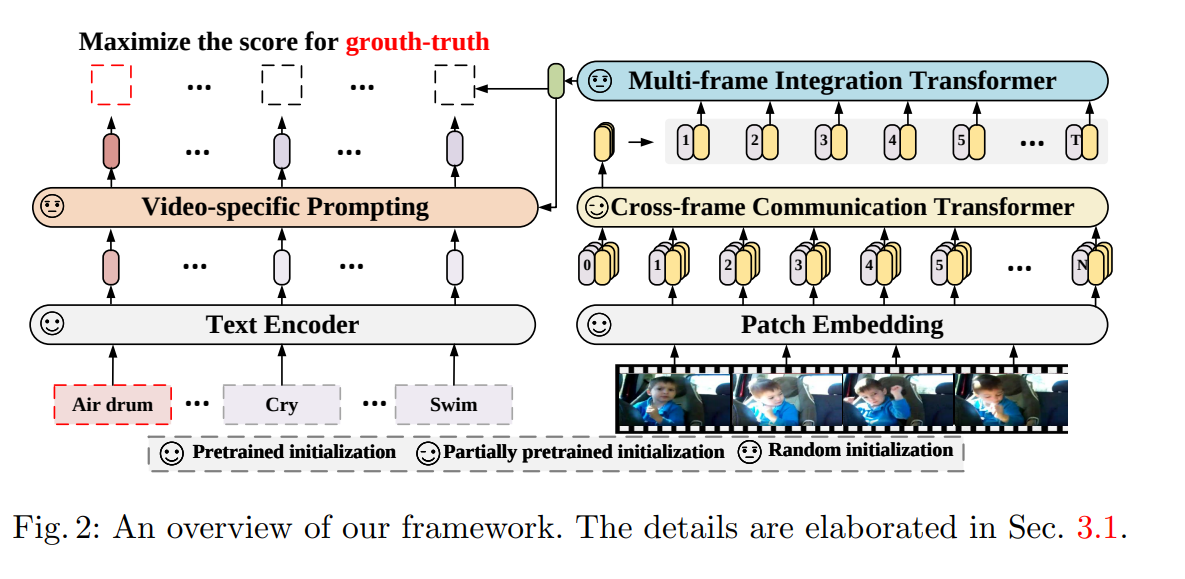 Maximize the score for grouth-truth
... ...
Multi-frame Integration Transformer
... ...
1 2 3 4 5 ... T
Video-specific Prompting
Cross-frame Communication Transformer
... ...
0 1 2 3 4 5 ... N
Text Encoder
Patch Embedding
Air drum ... Cry ... Swim
Pretrained initialization Partially pretrained initialization Random initialization
Fig. 2: An overview of our framework. The details are elaborated in Sec. 3.1.